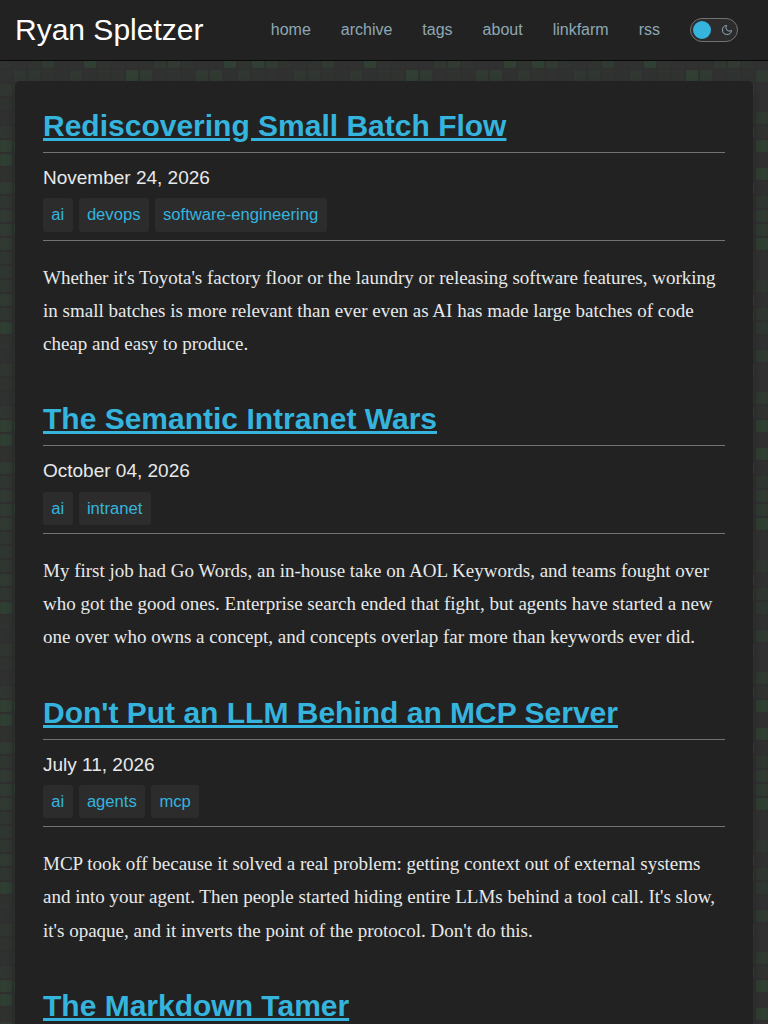 Ryan Spletzer
home archive tags about linkfarm rss
Rediscovering Small Batch Flow
November 24, 2026
ai devops software-engineering
Whether it's Toyota's factory floor or the laundry or releasing software features, working
in small batches is more relevant than ever even as AI has made large batches of code
cheap and easy to produce.
The Semantic Intranet Wars
October 04, 2026
ai intranet
My first job had Go Words, an in-house take on AOL Keywords, and teams fought over
who got the good ones. Enterprise search ended that fight, but agents have started a new
one over who owns a concept, and concepts overlap far more than keywords ever did.
Don't Put an LLM Behind an MCP Server
July 11, 2026
ai agents mcp
MCP took off because it solved a real problem: getting context out of external systems
and into your agent. Then people started hiding entire LLMs behind a tool call. It's slow,
it's opaque, and it inverts the point of the protocol. Don't do this.
The Markdown Tamer